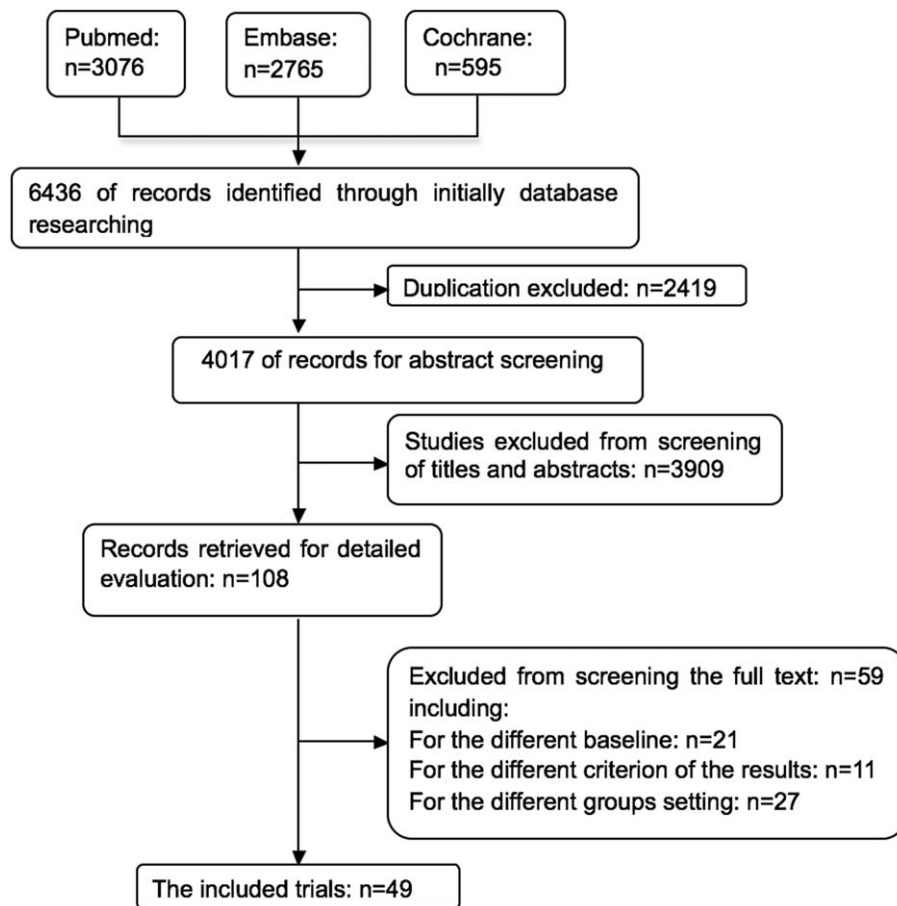 Pubmed:
n=3076
Embase:
n=2765
Cochrane:
n=595
6436 of records identified through initially database
researching
Duplication excluded: n=2419
4017 of records for abstract screening
Studies excluded from screening
of titles and abstracts: n=3909
Records retrieved for detailed
evaluation: n=108
Excluded from screening the full text: n=59
including:
For the different baseline: n=21
For the different criterion of the results: n=11
For the different groups setting: n=27
The included trials: n=49